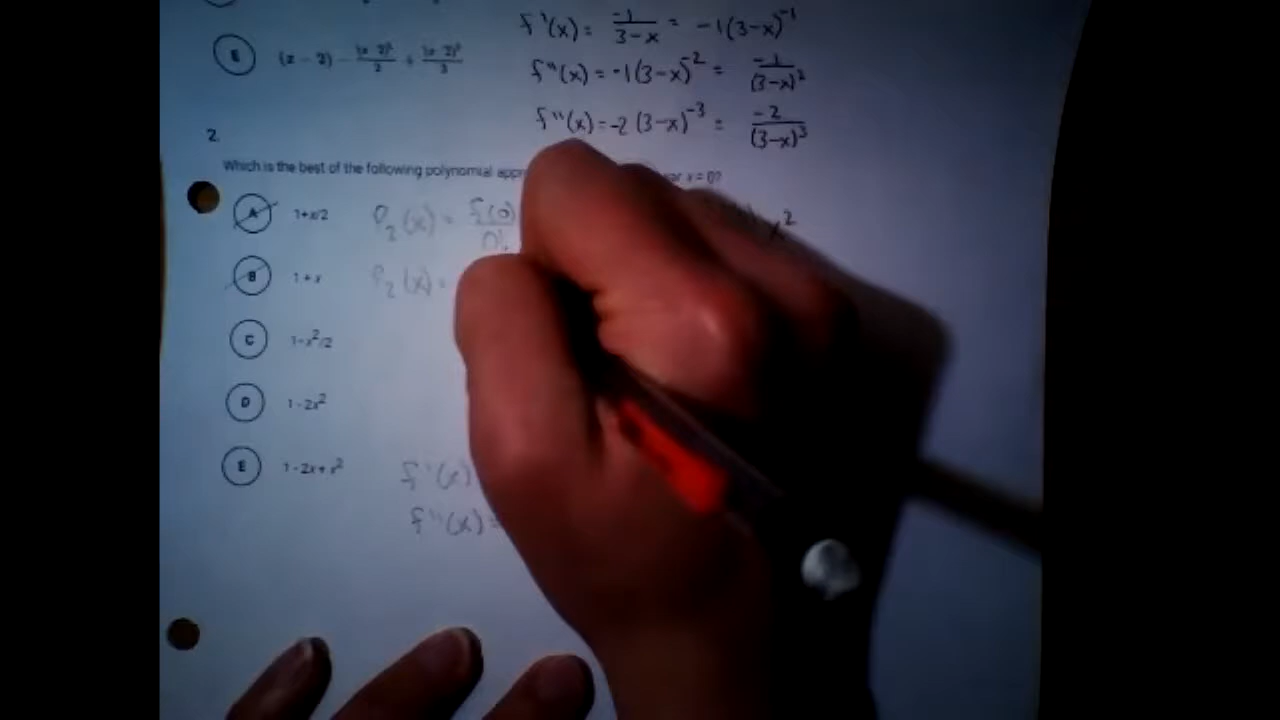 f'(x) = -1/(3-x) = -1(3-x)^-1
E (x - 2) - (x-2)²/2 + (x-2)³/3
f''(x) = -1(3-x)^-2 = -1/(3-x)²
f'''(x) = -2(3-x)^-3 = -2/(3-x)³
2.
Which is the best of the following polynomial x = 0?
A 1+x/2 P₂(x) = f(0)/0! x²
B 1 + x P₂(x) =
C 1-x²/2
D 1-2x²
E 1-2x+x² f'(x)
f''(x) =